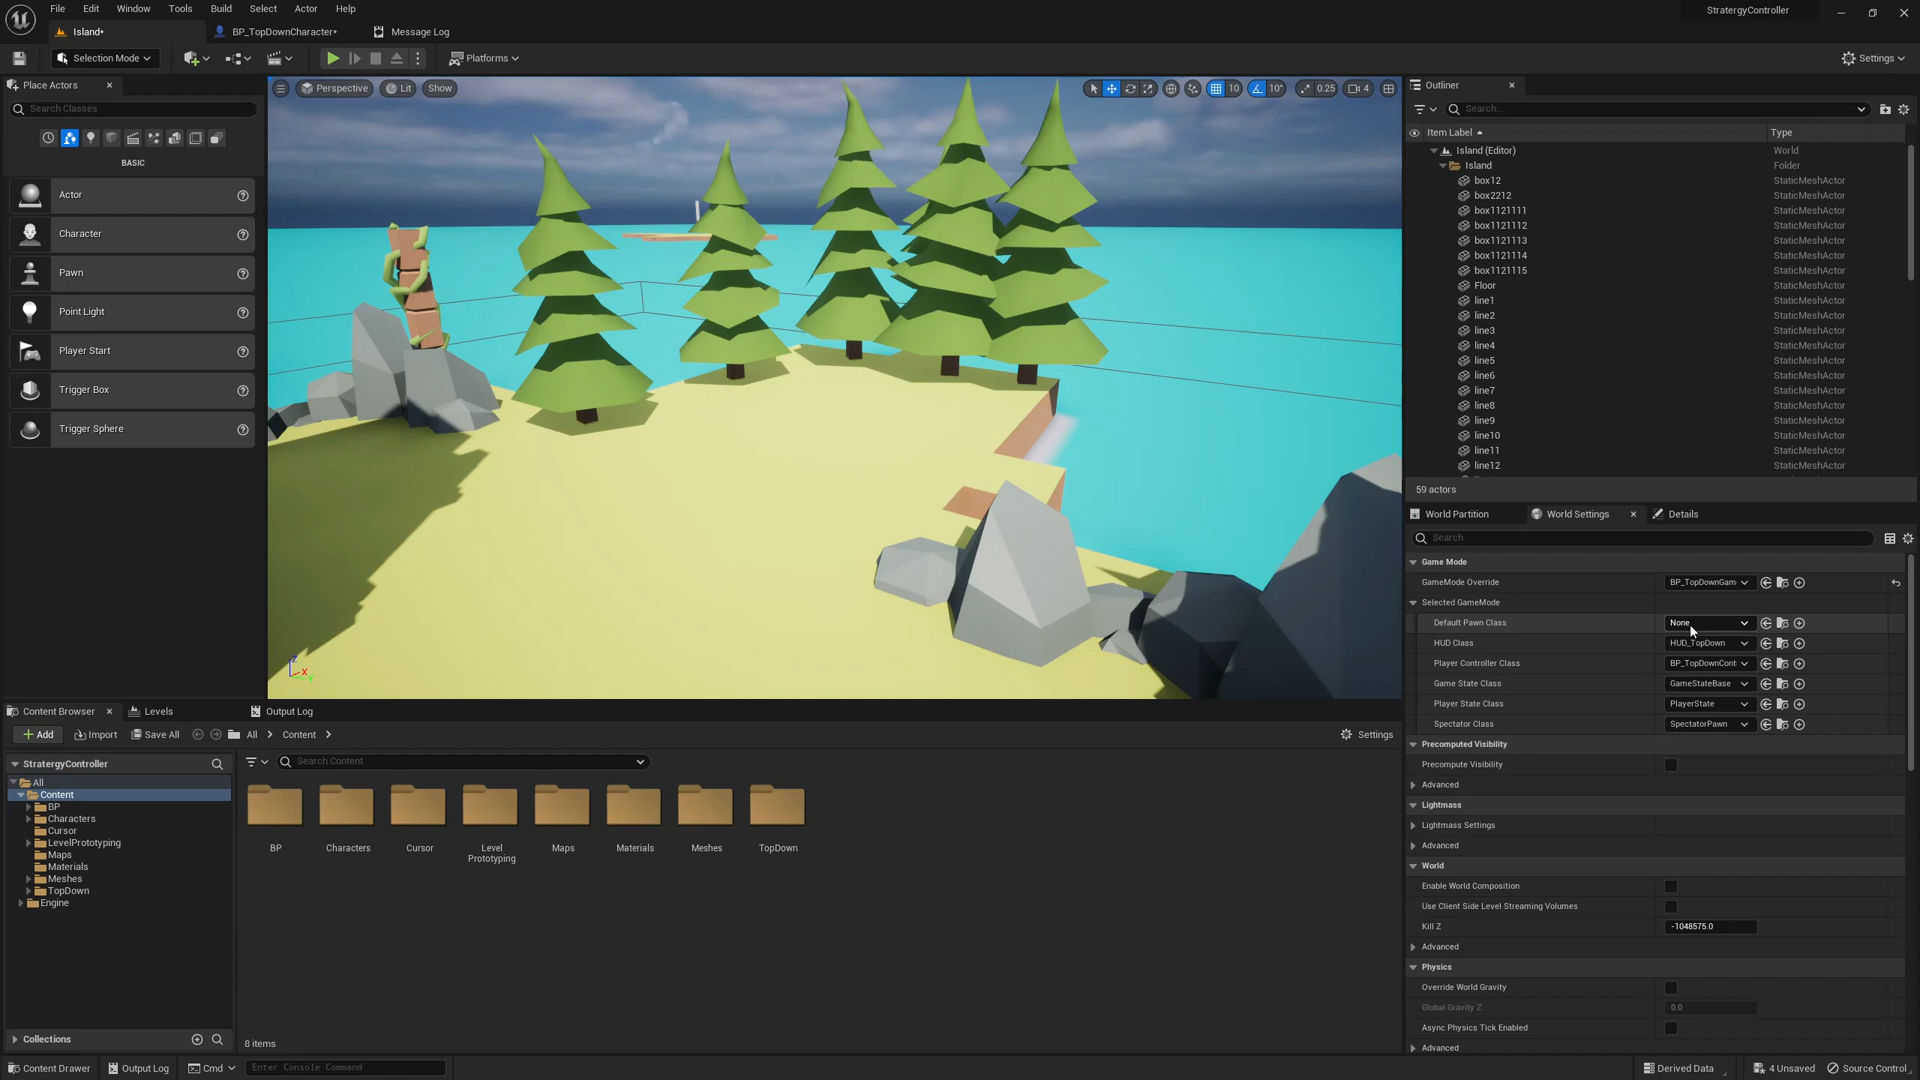 File Edit Window Tools Build Select Actor Help
StratergyController
Island*
BP_TopDownCharacter*
Message Log
Selection Mode
Platforms
Settings
Place Actors
Search Classes
BASIC
Actor
Character
Pawn
Point Light
Player Start
Trigger Box
Trigger Sphere
Perspective
Lit
Show
10
10°
0.25
4
Z
X
Y
Outliner
Search...
Item Label
Type
Island (Editor) World
Island Folder
box12 StaticMeshActor
box2212 StaticMeshActor
box1121111 StaticMeshActor
box1121112 StaticMeshActor
box1121113 StaticMeshActor
box1121114 StaticMeshActor
box1121115 StaticMeshActor
Floor StaticMeshActor
line1 StaticMeshActor
line2 StaticMeshActor
line3 StaticMeshActor
line4 StaticMeshActor
line5 StaticMeshActor
line6 StaticMeshActor
line7 StaticMeshActor
line8 StaticMeshActor
line9 StaticMeshActor
line10 StaticMeshActor
line11 StaticMeshActor
line12 StaticMeshActor
59 actors
World Partition
World Settings
Details
Search
Game Mode
GameMode Override BP_TopDownGam
Selected GameMode
Default Pawn Class None
HUD Class HUD_TopDown
Player Controller Class BP_TopDownCont
Game State Class GameStateBase
Player State Class PlayerState
Spectator Class SpectatorPawn
Precomputed Visibility
Precompute Visibility
Advanced
Lightmass
Lightmass Settings
Advanced
World
Enable World Composition
Use Client Side Level Streaming Volumes
Kill Z -1048575.0
Advanced
Physics
Override World Gravity
Global Gravity Z 0.0
Async Physics Tick Enabled
Advanced
Content Browser
Levels
Output Log
Add
Import
Save All
All
Content
Settings
StratergyController
Search Content
All
Content
BP
Characters
Cursor
LevelPrototyping
Maps
Materials
Meshes
TopDown
Engine
BP
Characters
Cursor
Level
Prototyping
Maps
Materials
Meshes
TopDown
Collections
8 items
Content Drawer
Output Log
Cmd
Enter Console Command
Derived Data
4 Unsaved
Source Control